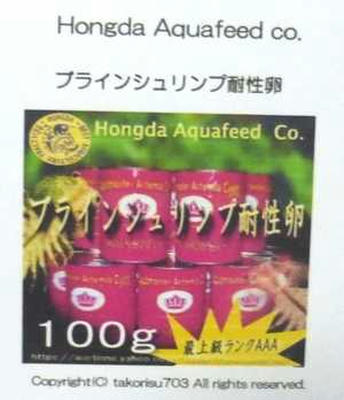 Hongda Aquafeed co.
ブラインシュリンプ耐性卵
Hongda Aquafeed Co.
ブラインシュリンプ耐性卵
100g
最上級ランクAAA
Copyright(C) takorisu703 All rights reserved.